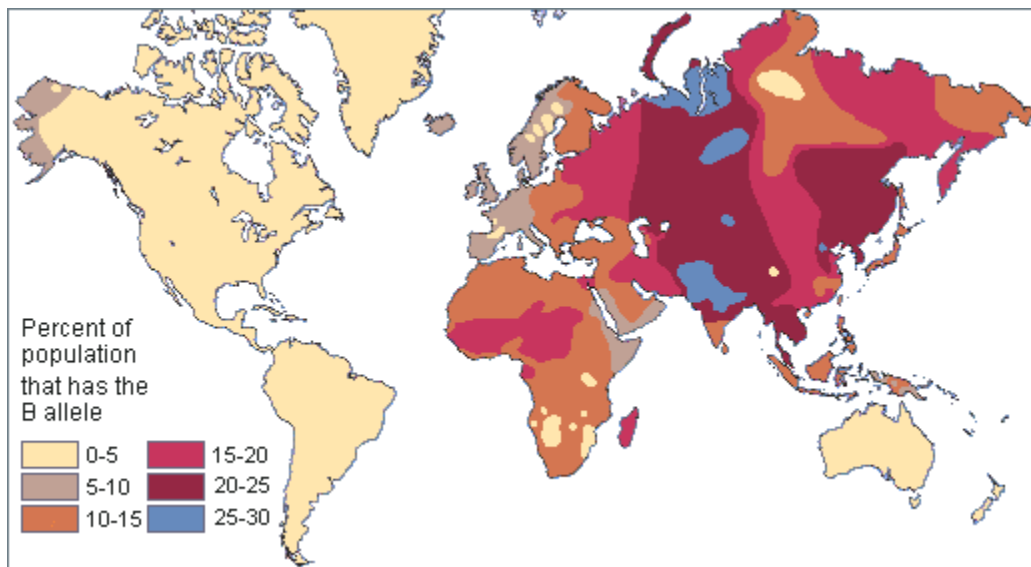 Percent of
population
that has the
B allele
0-5
5-10
10-15
15-20
20-25
25-30